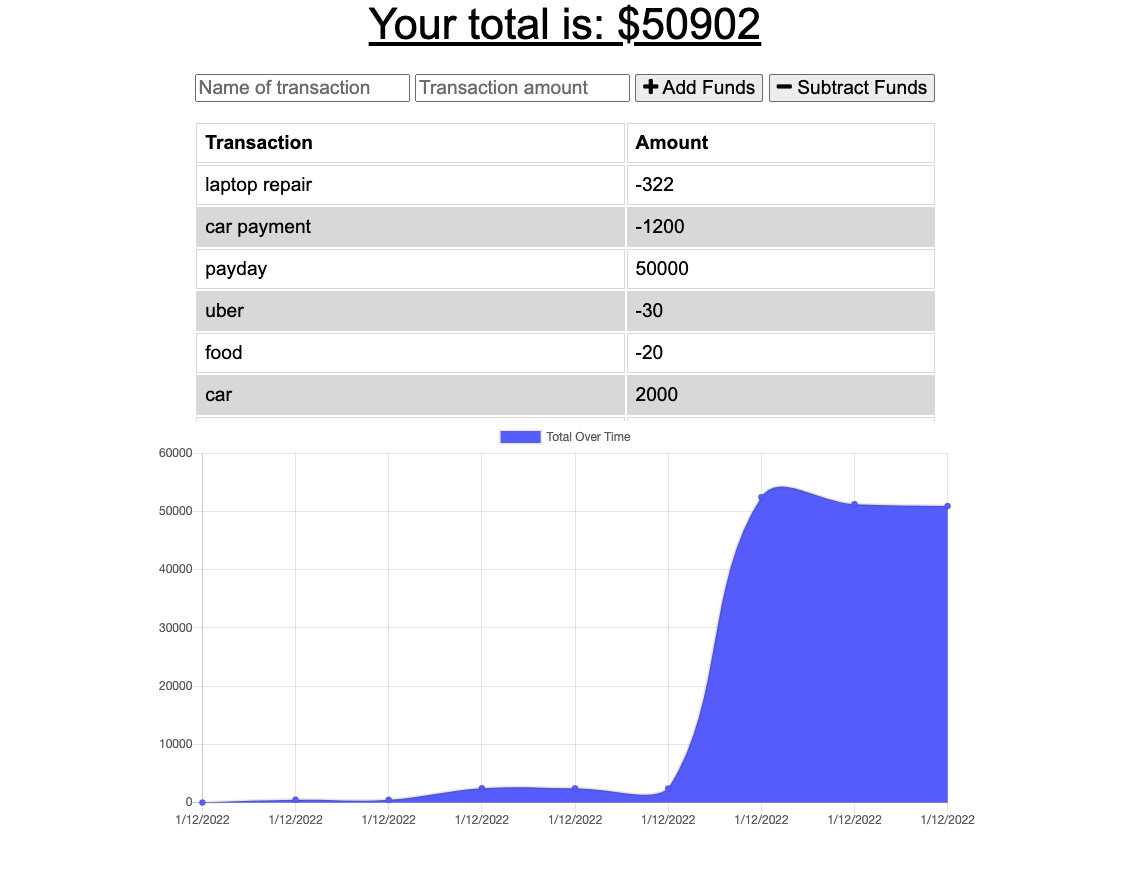 Your total is: $50902
Name of transaction Transaction amount Add Funds Subtract Funds
Transaction Amount
laptop repair -322
car payment -1200
payday 50000
uber -30
food -20
car 2000
Total Over Time
60000
50000
40000
30000
20000
10000
0
1/12/2022 1/12/2022 1/12/2022 1/12/2022 1/12/2022 1/12/2022 1/12/2022 1/12/2022 1/12/2022